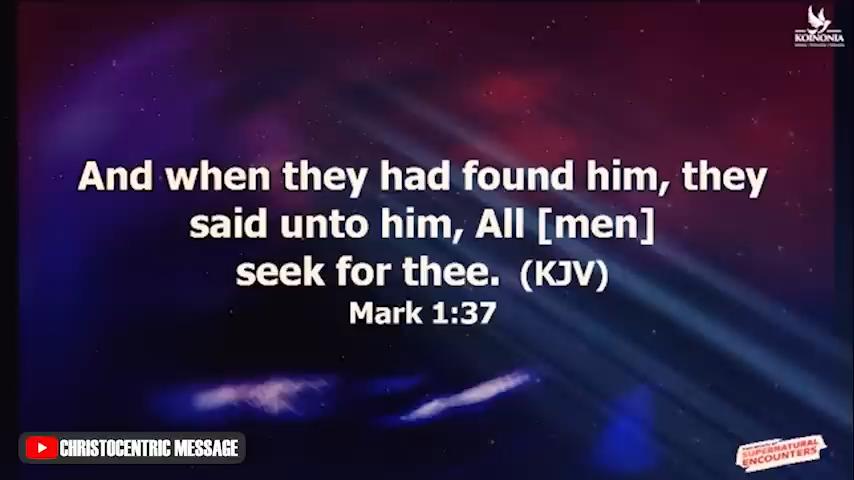 KOINONIA
And when they had found him, they
said unto him, All [men]
seek for thee. (KJV)
Mark 1:37
CHRISTOCENTRIC MESSAGE
SUPERNATURAL
ENCOUNTERS